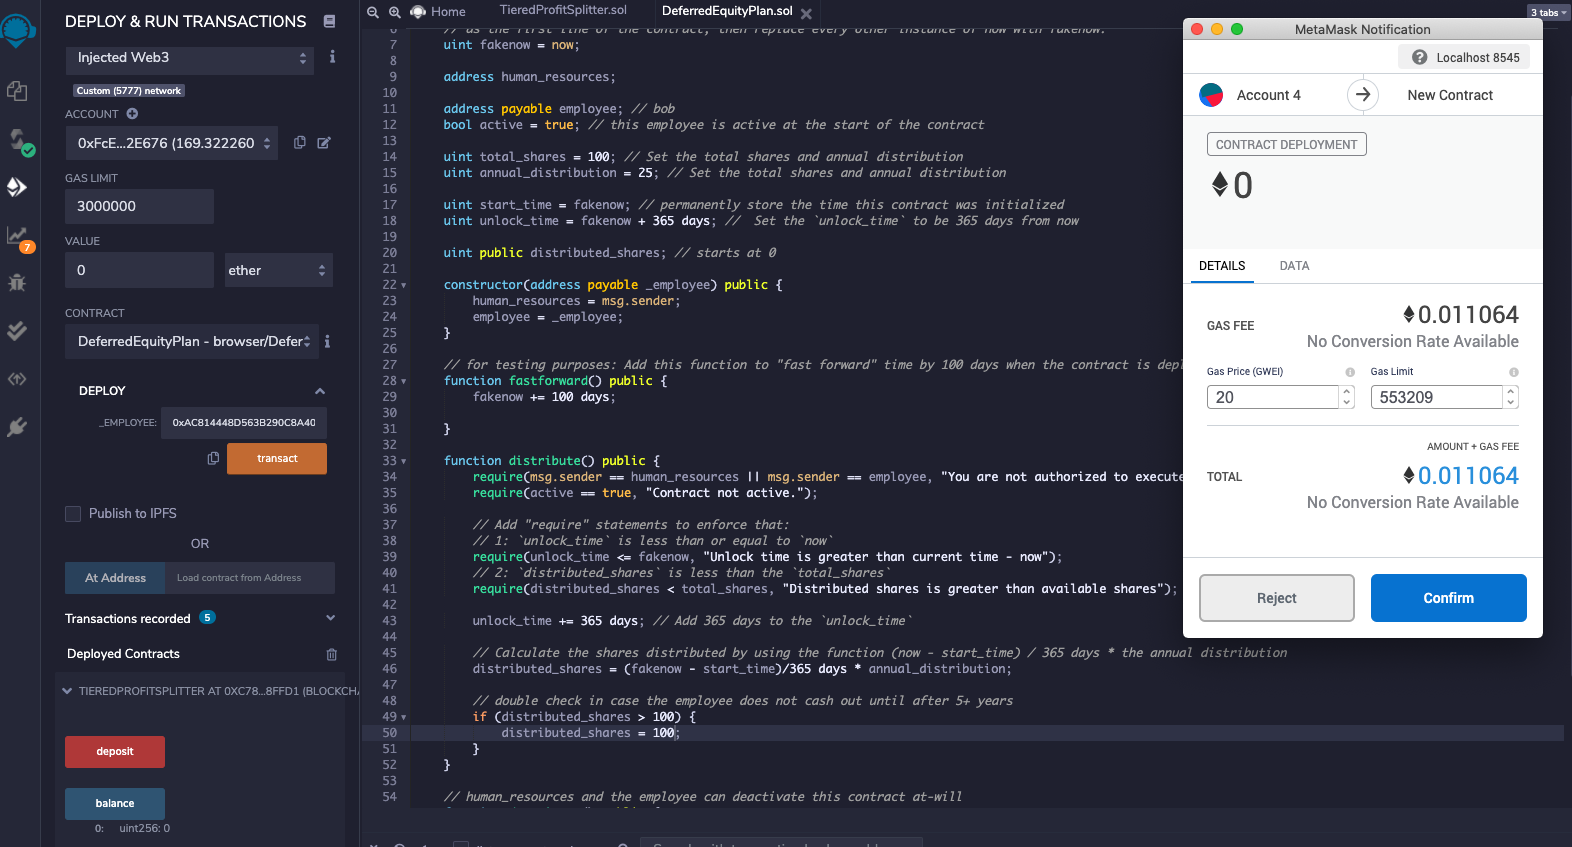 DEPLOY & RUN TRANSACTIONS
Injected Web3
i
Custom (5777) network
ACCOUNT
0xFcE...2E676 (169.322260
GAS LIMIT
3000000
VALUE
0
ether
7
CONTRACT
DeferredEquityPlan - browser/Defer
i
DEPLOY
_EMPLOYEE:
0xAC814448D563B290C8A40
transact
Publish to IPFS
OR
At Address
Load contract from Address
Transactions recorded 5
Deployed Contracts
TIEREDPROFITSPLITTER AT 0XC78...8FFD1 (BLOCKCHA
deposit
balance
0: uint256: 0
Home
TieredProfitSplitter.sol
DeferredEquityPlan.sol
3 tabs
6 // as the first line of the contract, then replace every other instance of now with fakenow.
7 uint fakenow = now;
8
9 address human_resources;
10
11 address payable employee; // bob
12 bool active = true; // this employee is active at the start of the contract
13
14 uint total_shares = 100; // Set the total shares and annual distribution
15 uint annual_distribution = 25; // Set the total shares and annual distribution
16
17 uint start_time = fakenow; // permanently store the time this contract was initialized
18 uint unlock_time = fakenow + 365 days; //  Set the `unlock_time` to be 365 days from now
19
20 uint public distributed_shares; // starts at 0
21
22 constructor(address payable _employee) public {
23 human_resources = msg.sender;
24 employee = _employee;
25 }
26
27 // for testing purposes: Add this function to "fast forward" time by 100 days when the contract is depl
28 function fastforward() public {
29 fakenow += 100 days;
30
31 }
32
33 function distribute() public {
34 require(msg.sender == human_resources || msg.sender == employee, "You are not authorized to execute
35 require(active == true, "Contract not active.");
36
37 // Add "require" statements to enforce that:
38 // 1: `unlock_time` is less than or equal to `now`
39 require(unlock_time <= fakenow, "Unlock time is greater than current time - now");
40 // 2: `distributed_shares` is less than the `total_shares`
41 require(distributed_shares < total_shares, "Distributed shares is greater than available shares");
42
43 unlock_time += 365 days; // Add 365 days to the `unlock_time`
44
45 // Calculate the shares distributed by using the function (now - start_time) / 365 days * the annual distribution
46 distributed_shares = (fakenow - start_time)/365 days * annual_distribution;
47
48 // double check in case the employee does not cash out until after 5+ years
49 if (distributed_shares > 100) {
50 distributed_shares = 100;
51 }
52 }
53
54 // human_resources and the employee can deactivate this contract at-will
MetaMask Notification
? Localhost 8545
Account 4
New Contract
CONTRACT DEPLOYMENT
0
DETAILS
DATA
GAS FEE
0.011064
No Conversion Rate Available
Gas Price (GWEI)
Gas Limit
20
553209
AMOUNT + GAS FEE
TOTAL
0.011064
No Conversion Rate Available
Reject
Confirm